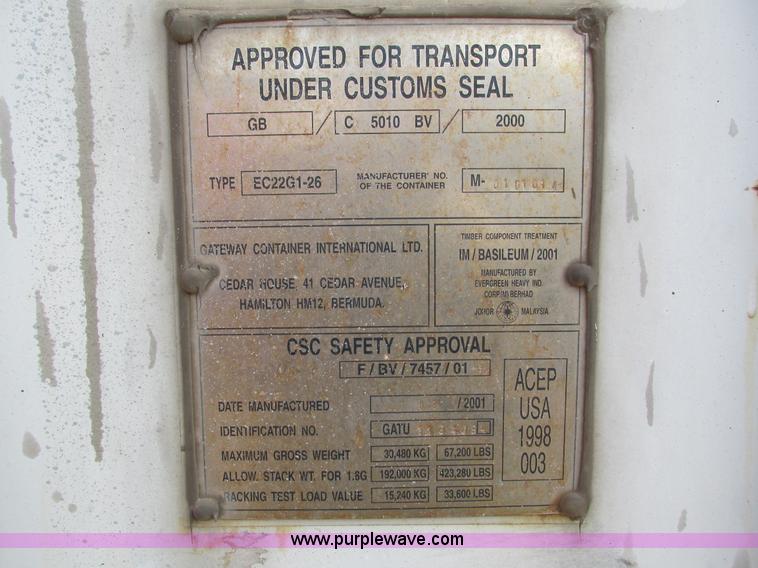 APPROVED FOR TRANSPORT
UNDER CUSTOMS SEAL
GB / C 5010 BV / 2000
TYPE EC22G1-26 MANUFACTURER' NO. OF THE CONTAINER M-
GATEWAY CONTAINER INTERNATIONAL LTD.
CEDAR HOUSE, 41 CEDAR AVENUE,
HAMILTON HM12, BERMUDA.
TIMBER COMPONENT TREATMENT
IM / BASILEUM / 2001
MANUFACTURED BY
EVERGREEN HEAVY IND.
CORP(M) BERHAD
JOHOR MALAYSIA
CSC SAFETY APPROVAL
F / BV / 7457 / 01
DATE MANUFACTURED / 2001
IDENTIFICATION NO. GATU
MAXIMUM GROSS WEIGHT 30,480 KG 67,200 LBS
ALLOW. STACK WT. FOR 1.8G 192,000 KG 423,280 LBS
RACKING TEST LOAD VALUE 15,240 KG 33,600 LBS
ACEP
USA
1998
003
www.purplewave.com